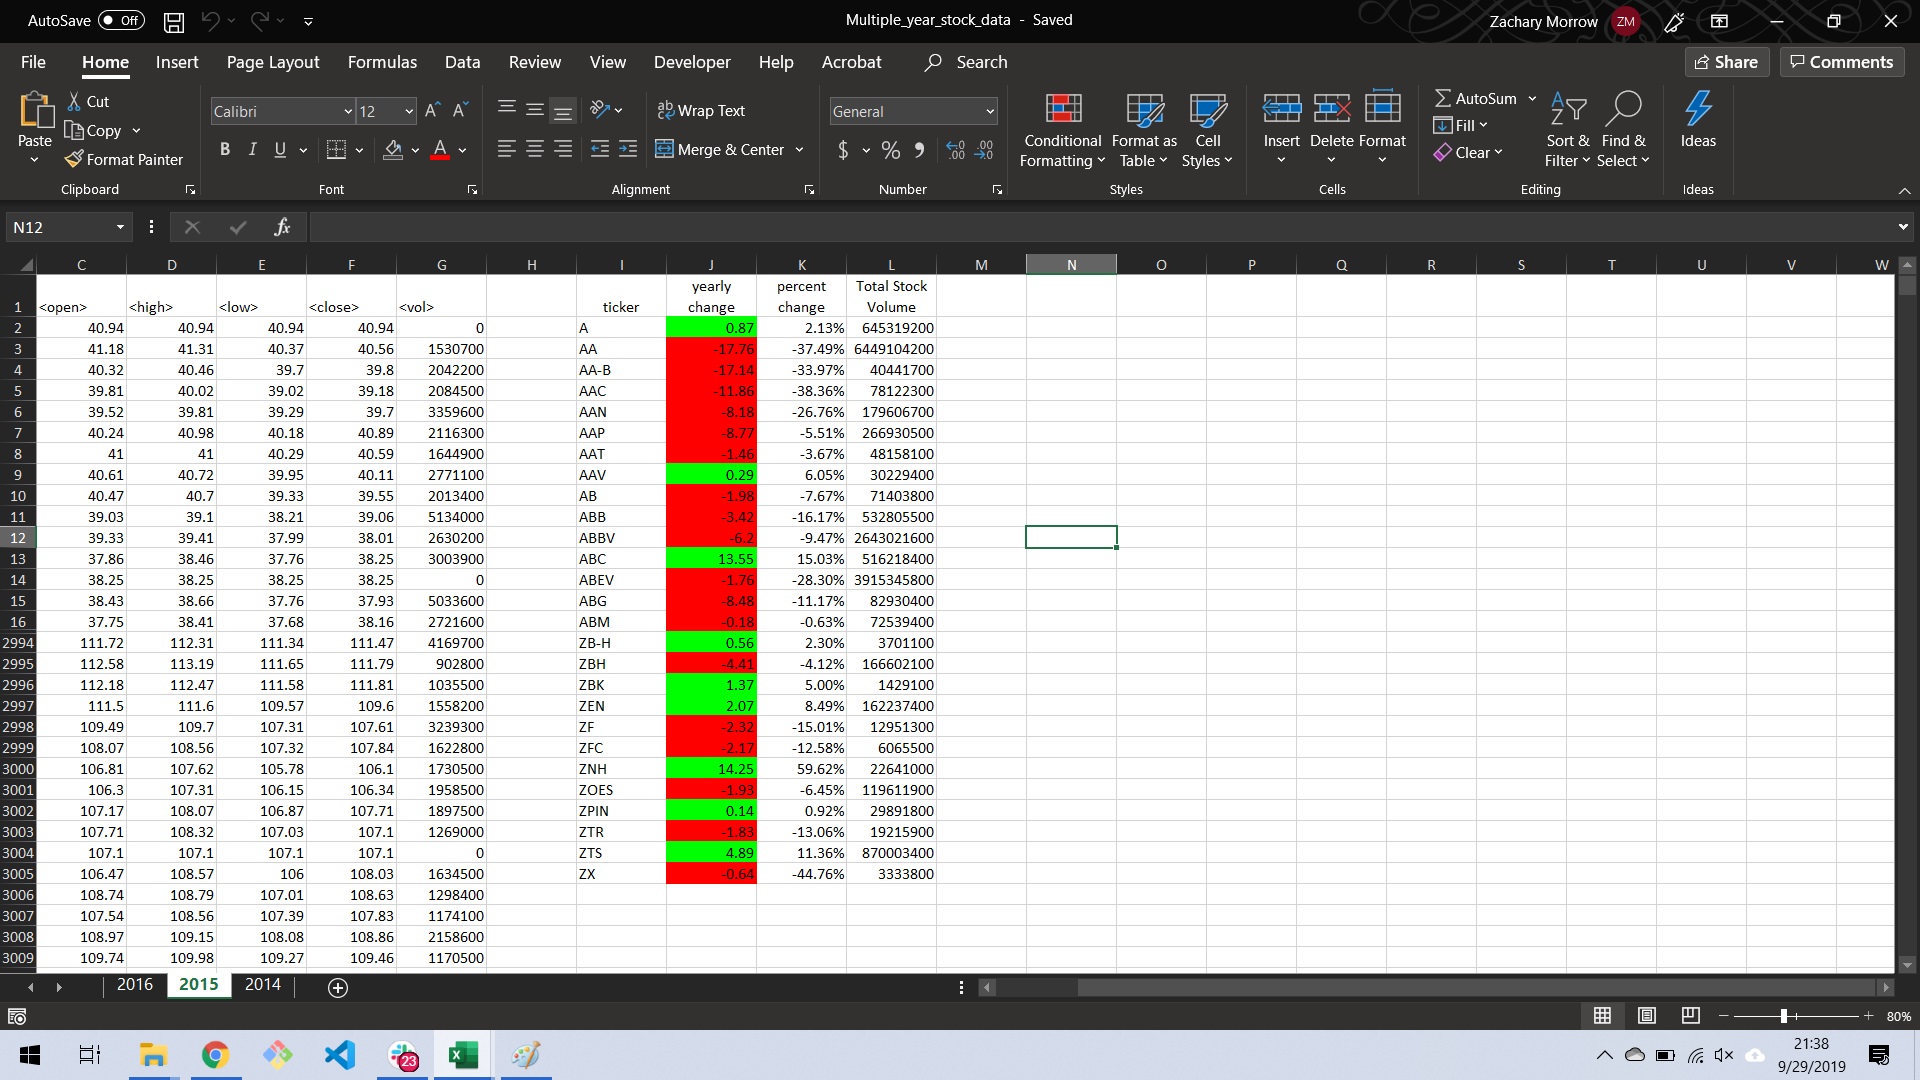 AutoSave Off Multiple_year_stock_data - Saved Zachary Morrow ZM
File Home Insert Page Layout Formulas Data Review View Developer Help Acrobat Search Share Comments
Paste Cut Copy Format Painter Clipboard
Calibri 12 A A B I U A Font
Wrap Text Merge & Center Alignment
General $ % Number
Conditional Formatting Format as Table Cell Styles Styles
Insert Delete Format Cells
AutoSum Fill Clear Sort & Filter Find & Select Editing
Ideas Ideas
N12 fx
C D E F G H I J K L M N O P Q R S T U V W
1 <open> <high> <low> <close> <vol> ticker yearly change percent change Total Stock Volume
2 40.94 40.94 40.94 40.94 0 A 0.87 2.13% 645319200
3 41.18 41.31 40.37 40.56 1530700 AA -17.76 -37.49% 6449104200
4 40.32 40.46 39.7 39.8 2042200 AA-B -17.14 -33.97% 40441700
5 39.81 40.02 39.02 39.18 2084500 AAC -11.86 -38.36% 78122300
6 39.52 39.81 39.29 39.7 3359600 AAN -8.18 -26.76% 179606700
7 40.24 40.98 40.18 40.89 2116300 AAP -8.77 -5.51% 266930500
8 41 41 40.29 40.59 1644900 AAT -1.46 -3.67% 48158100
9 40.61 40.72 39.95 40.11 2771100 AAV 0.29 6.05% 30229400
10 40.47 40.7 39.33 39.55 2013400 AB -1.98 -7.67% 71403800
11 39.03 39.1 38.21 39.06 5134000 ABB -3.42 -16.17% 532805500
12 39.33 39.41 37.99 38.01 2630200 ABBV -6.2 -9.47% 2643021600
13 37.86 38.46 37.76 38.25 3003900 ABC 13.55 15.03% 516218400
14 38.25 38.25 38.25 38.25 0 ABEV -1.76 -28.30% 3915345800
15 38.43 38.66 37.76 37.93 5033600 ABG -8.48 -11.17% 82930400
16 37.75 38.41 37.68 38.16 2721600 ABM -0.18 -0.63% 72539400
2994 111.72 112.31 111.34 111.47 4169700 ZB-H 0.56 2.30% 3701100
2995 112.58 113.19 111.65 111.79 902800 ZBH -4.41 -4.12% 166602100
2996 112.18 112.47 111.58 111.81 1035500 ZBK 1.37 5.00% 1429100
2997 111.5 111.6 109.57 109.6 1558200 ZEN 2.07 8.49% 162237400
2998 109.49 109.7 107.31 107.61 3239300 ZF -2.32 -15.01% 12951300
2999 108.07 108.56 107.32 107.84 1622800 ZFC -2.17 -12.58% 6065500
3000 106.81 107.62 105.78 106.1 1730500 ZNH 14.25 59.62% 22641000
3001 106.3 107.31 106.15 106.34 1958500 ZOES -1.93 -6.45% 119611900
3002 107.17 108.07 106.87 107.71 1897500 ZPIN 0.14 0.92% 29891800
3003 107.71 108.32 107.03 107.1 1269000 ZTR -1.83 -13.06% 19215900
3004 107.1 107.1 107.1 107.1 0 ZTS 4.89 11.36% 870003400
3005 106.47 108.57 106 108.03 1634500 ZX -0.64 -44.76% 3333800
3006 108.74 108.79 107.01 108.63 1298400
3007 107.54 108.56 107.39 107.83 1174100
3008 108.97 109.15 108.08 108.86 2158600
3009 109.74 109.98 109.27 109.46 1170500
2016 2015 2014
80%
23 21:38
9/29/2019